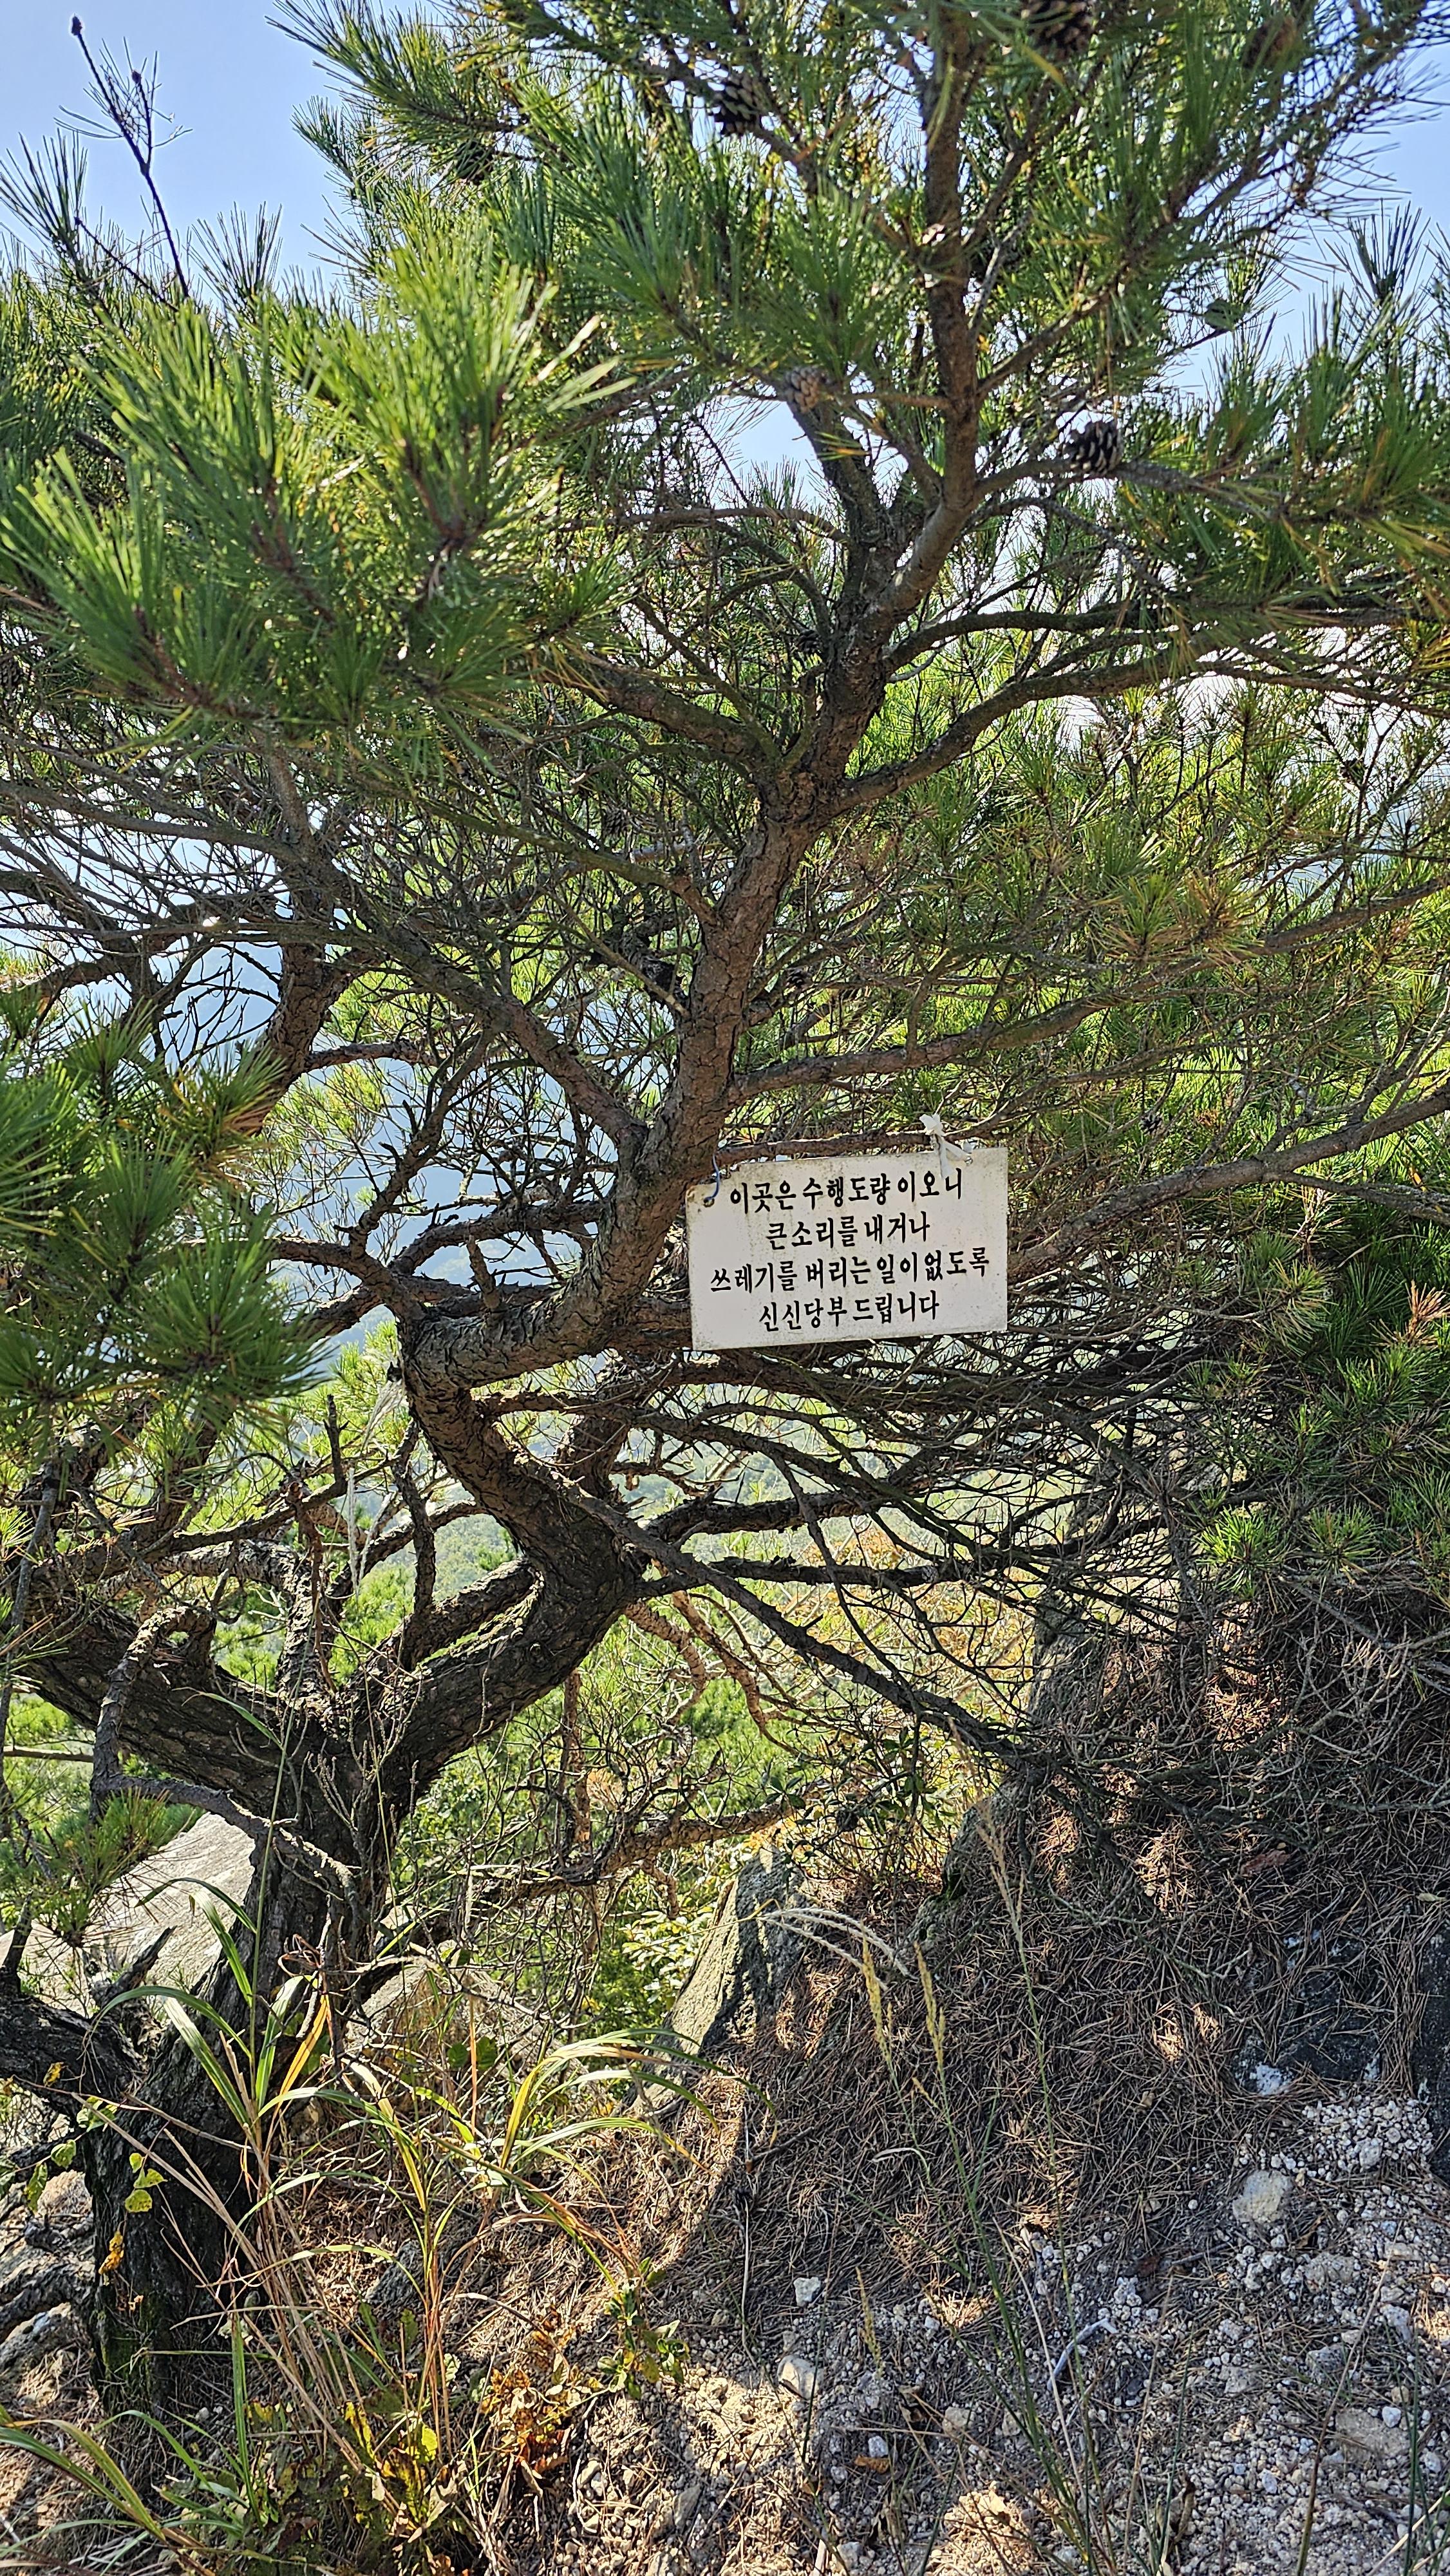 이곳은 수행도량 이오니
큰소리를 내거나
쓰레기를 버리는 일이 없도록
신신당부 드립니다